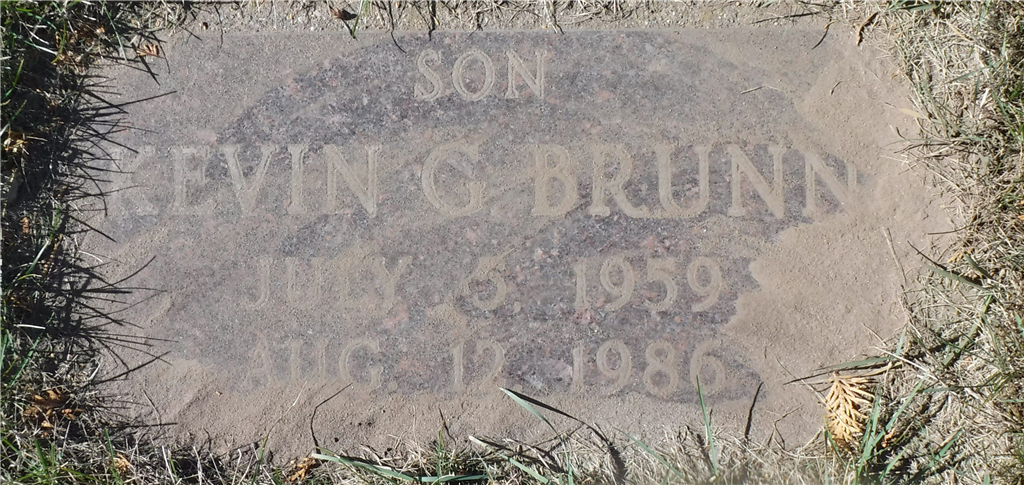 SON
KEVIN G. BRUNN
JULY 5, 1959
AUG. 12, 1986